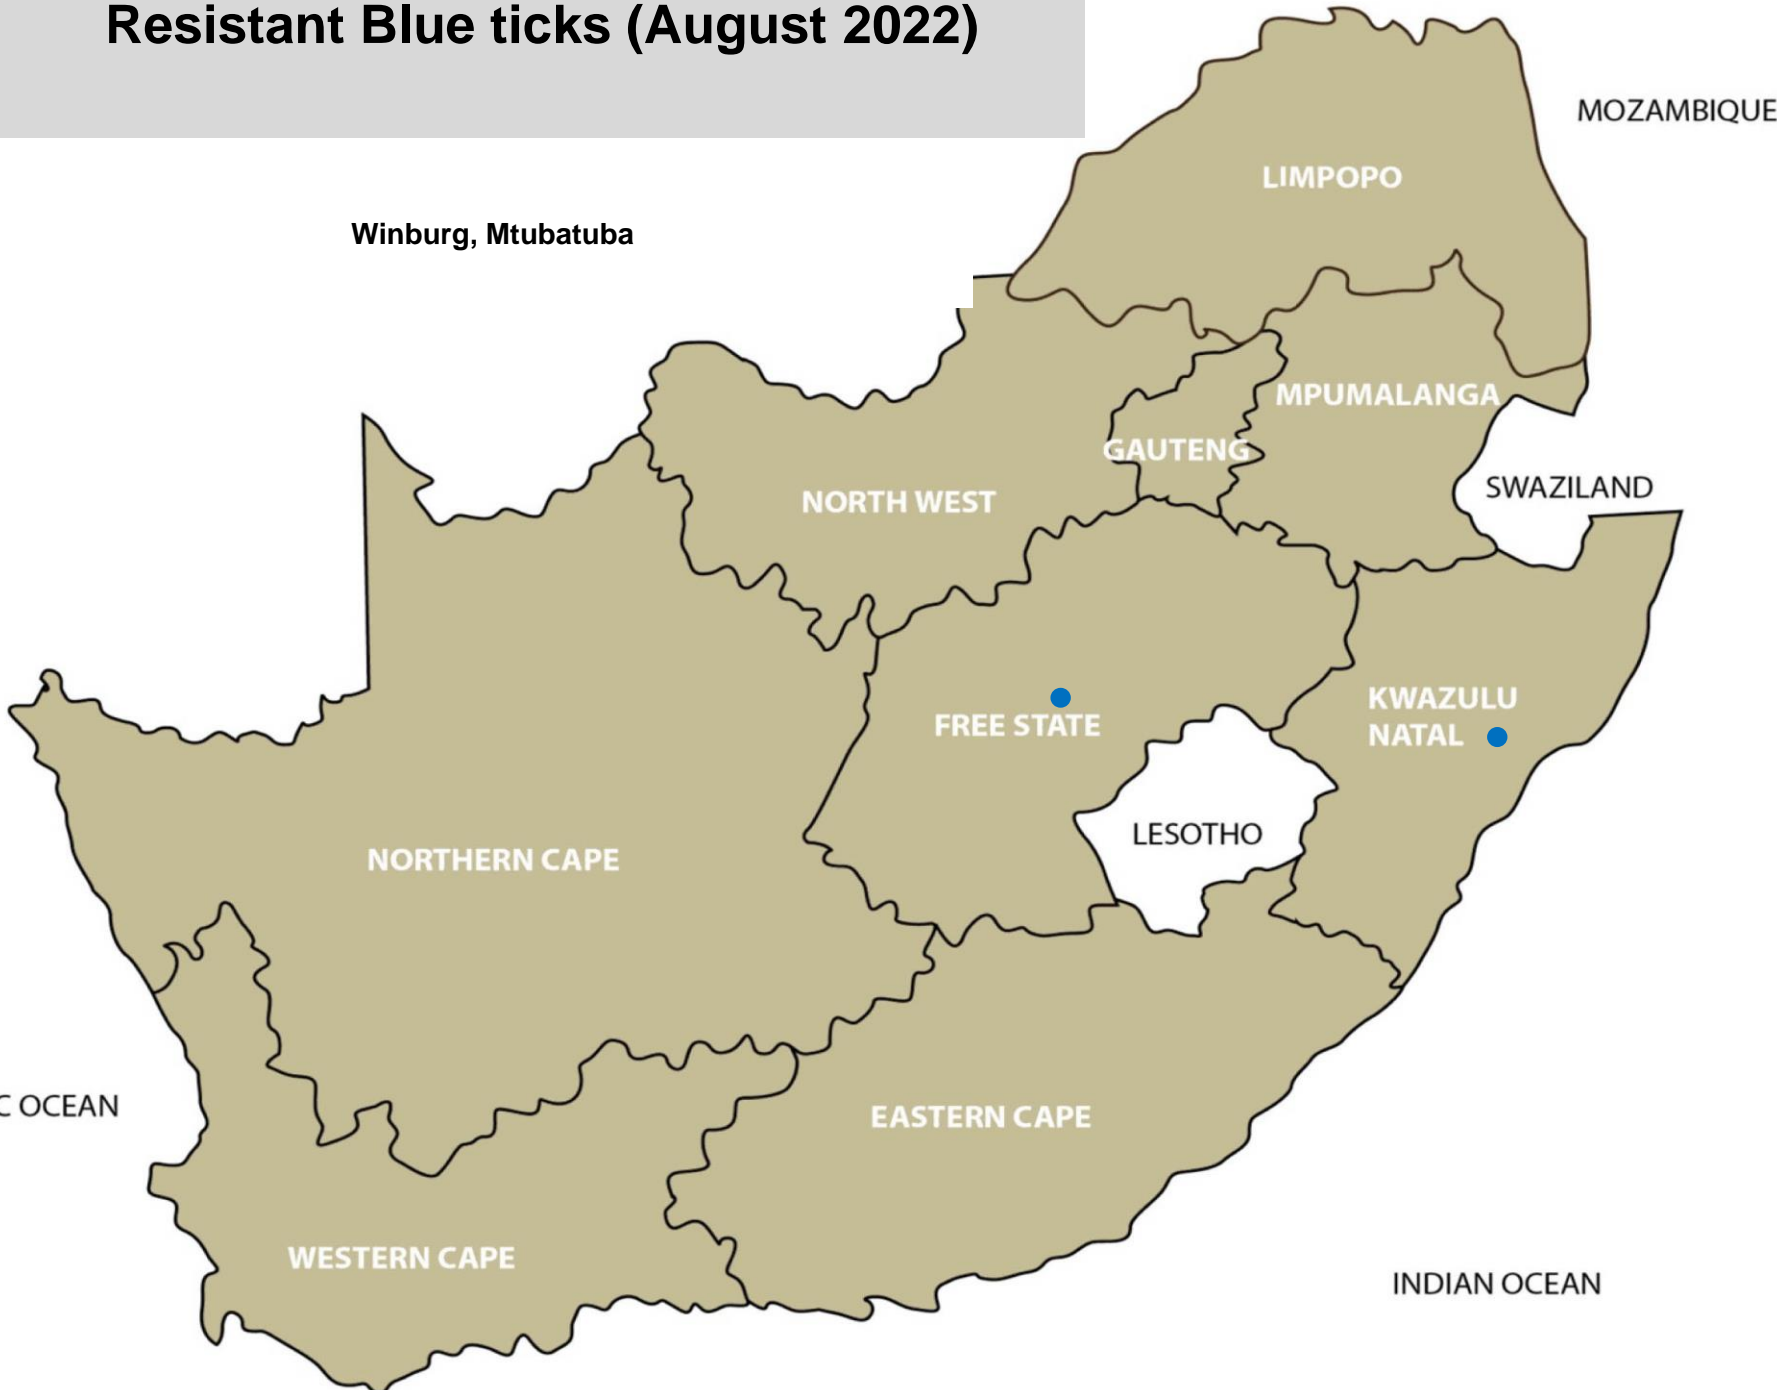 Resistant Blue ticks (August 2022)
MOZAMBIQUE
LIMPOPO
Winburg, Mtubatuba
MPUMALANGA
GAUTENG
SWAZILAND
NORTH WEST
KWAZULU
NATAL
FREE STATE
LESOTHO
NORTHERN CAPE
C OCEAN
EASTERN CAPE
WESTERN CAPE
INDIAN OCEAN